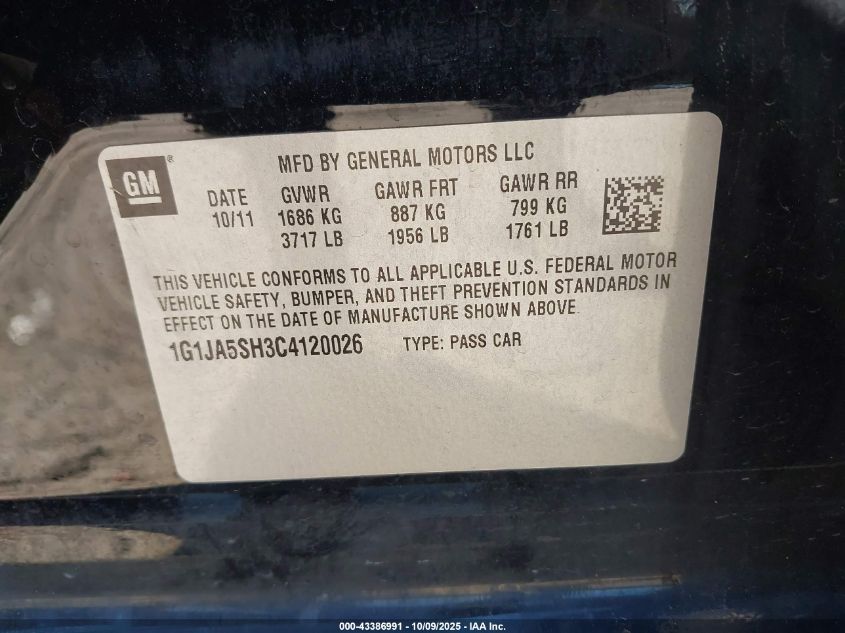 GM®
MFD BY GENERAL MOTORS LLC
DATE GVWR GAWR FRT GAWR RR
10/11 1686 KG 887 KG 799 KG
3717 LB 1956 LB 1761 LB
THIS VEHICLE CONFORMS TO ALL APPLICABLE U.S. FEDERAL MOTOR
VEHICLE SAFETY, BUMPER, AND THEFT PREVENTION STANDARDS IN
EFFECT ON THE DATE OF MANUFACTURE SHOWN ABOVE.
1G1JA5SH3C4120026 TYPE: PASS CAR
000-43386991 - 10/09/2025 - IAA Inc.